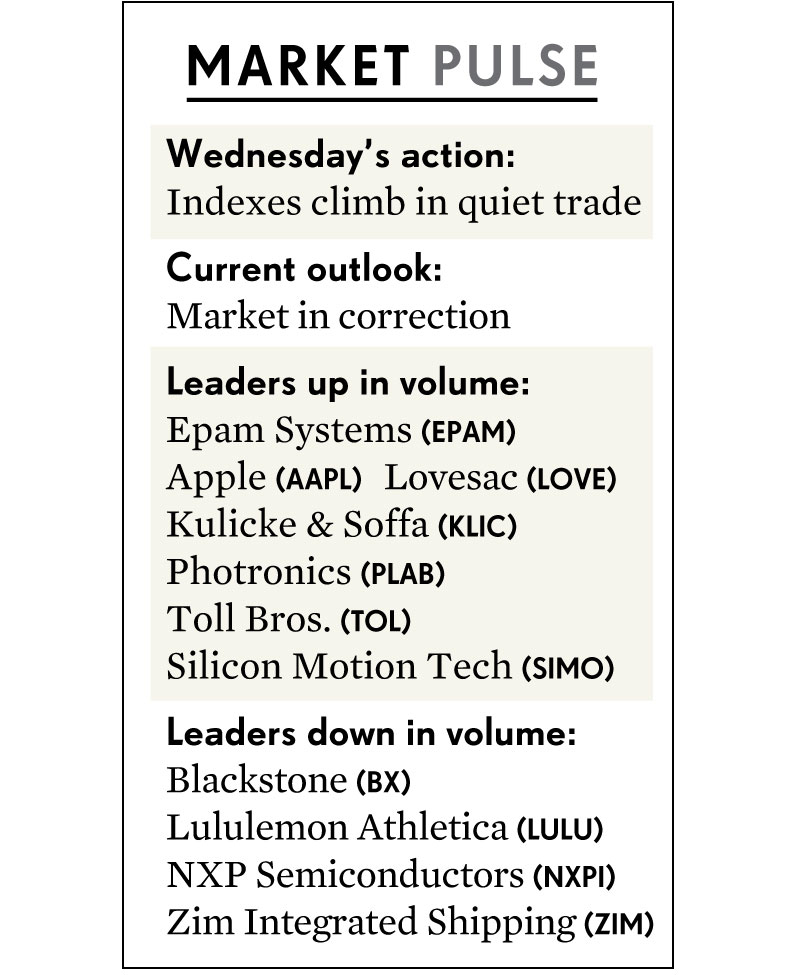 MARKET PULSE
Wednesday’s action:
Indexes climb in quiet trade
Current outlook:
Market in correction
Leaders up in volume:
Epam Systems (EPAM)
Apple (AAPL) Lovesac (LOVE)
Kulicke & Soffa (KLIC)
Photronics (PLAB)
Toll Bros. (TOL)
Silicon Motion Tech (SIMO)
Leaders down in volume:
Blackstone (BX)
Lululemon Athletica (LULU)
NXP Semiconductors (NXPI)
Zim Integrated Shipping (ZIM)